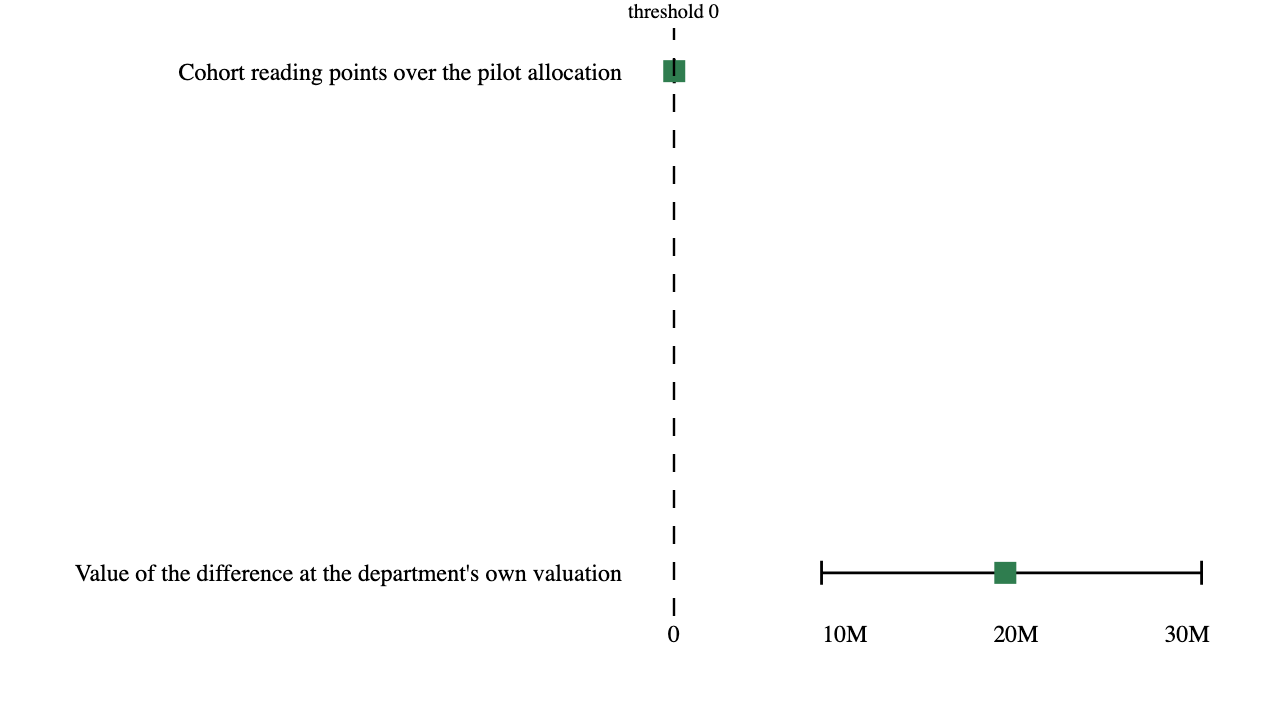 threshold 0
Cohort reading points over the pilot allocation
Value of the difference at the department's own valuation
0
10M
20M
30M